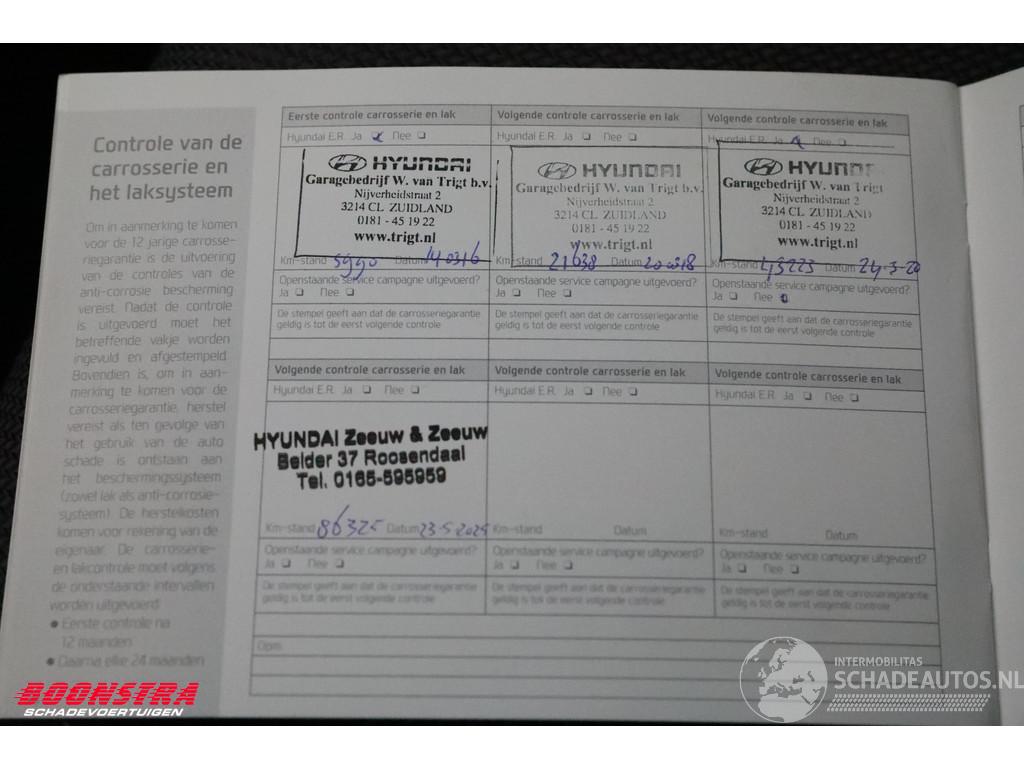 Controle van de
carrosserie en
het laksysteem
Om in aanmerking te komen
voor de 12 jarige carrosse-
riegarantie is de uitvoering
van de controles van de
anti-corrosie bescherming
vereist. Nadat de controle
is uitgevoerd moet het
betreffende vakje worden
ingevuld en afgestempeld.
Bovendien is, om in aan-
merking te komen voor de
carrosseriegarantie, herstel
vereist als ten gevolge van
het gebruik van de auto
schade is ontstaan aan
het beschermingssysteem
(zowel lak als anti-corrosie-
systeem). De herstelkosten
komen voor rekening van de
eigenaar. De carrosserie-
en lakcontrole moet volgens
de onderstaande intervallen
worden uitgevoerd:
● Eerste controle na
12 maanden
● Daarna elke 24 maanden
Eerste controle carrosserie en lak
Hyundai E.R. Ja Nee
HYUNDAI
Garagebedrijf W. van Trigt b.v.
Nijverheidstraat 2
3214 CL ZUIDLAND
0181 - 45 19 22
www.trigt.nl
Km-stand 5990 Datum 140316
Openstaande service campagne uitgevoerd?
Ja Nee
De stempel geeft aan dat de carrosseriegarantie
geldig is tot de eerst volgende controle
Volgende controle carrosserie en lak
Hyundai E.R. Ja Nee
HYUNDAI
Garagebedrijf W. van Trigt b.v.
Nijverheidstraat 2
3214 CL ZUIDLAND
0181 - 45 19 22
www.trigt.nl
Km-stand 21638 Datum 200318
Openstaande service campagne uitgevoerd?
Ja Nee
De stempel geeft aan dat de carrosseriegarantie
geldig is tot de eerst volgende controle
Volgende controle carrosserie en lak
Hyundai E.R. Ja Nee
HYUNDAI
Garagebedrijf W. van Trigt
Nijverheidstraat 2
3214 CL ZUIDLAND
0181 - 45 19 22
www.trigt.nl
Km-stand 43223 Datum 24-3-20
Openstaande service campagne uitgevoerd?
Ja Nee
De stempel geeft aan dat de carrosseriegarantie
geldig is tot de eerst volgende controle
Volgende controle carrosserie en lak
Hyundai E.R. Ja Nee
HYUNDAI Zeeuw & Zeeuw
Belder 37 Roosendaal
Tel. 0165-595959
Km-stand 86325 Datum 23-5-2025
Openstaande service campagne uitgevoerd?
Ja Nee
De stempel geeft aan dat de carrosseriegarantie
geldig is tot de eerst volgende controle
Volgende controle carrosserie en lak
Hyundai E.R. Ja Nee
Km-stand Datum
Openstaande service campagne uitgevoerd?
Ja Nee
De stempel geeft aan dat de carrosseriegarantie
geldig is tot de eerst volgende controle
Volgende controle carrosserie en lak
Hyundai E.R. Ja Nee
Km-stand Datum
Openstaande service campagne uitgevoerd?
Ja Nee
De stempel geeft aan dat de carrosseriegarantie
geldig is tot de eerst volgende controle
Opm.
BOONSTRA
SCHADEVOERTUIGEN
INTERMOBILITAS
SCHADEAUTOS.NL